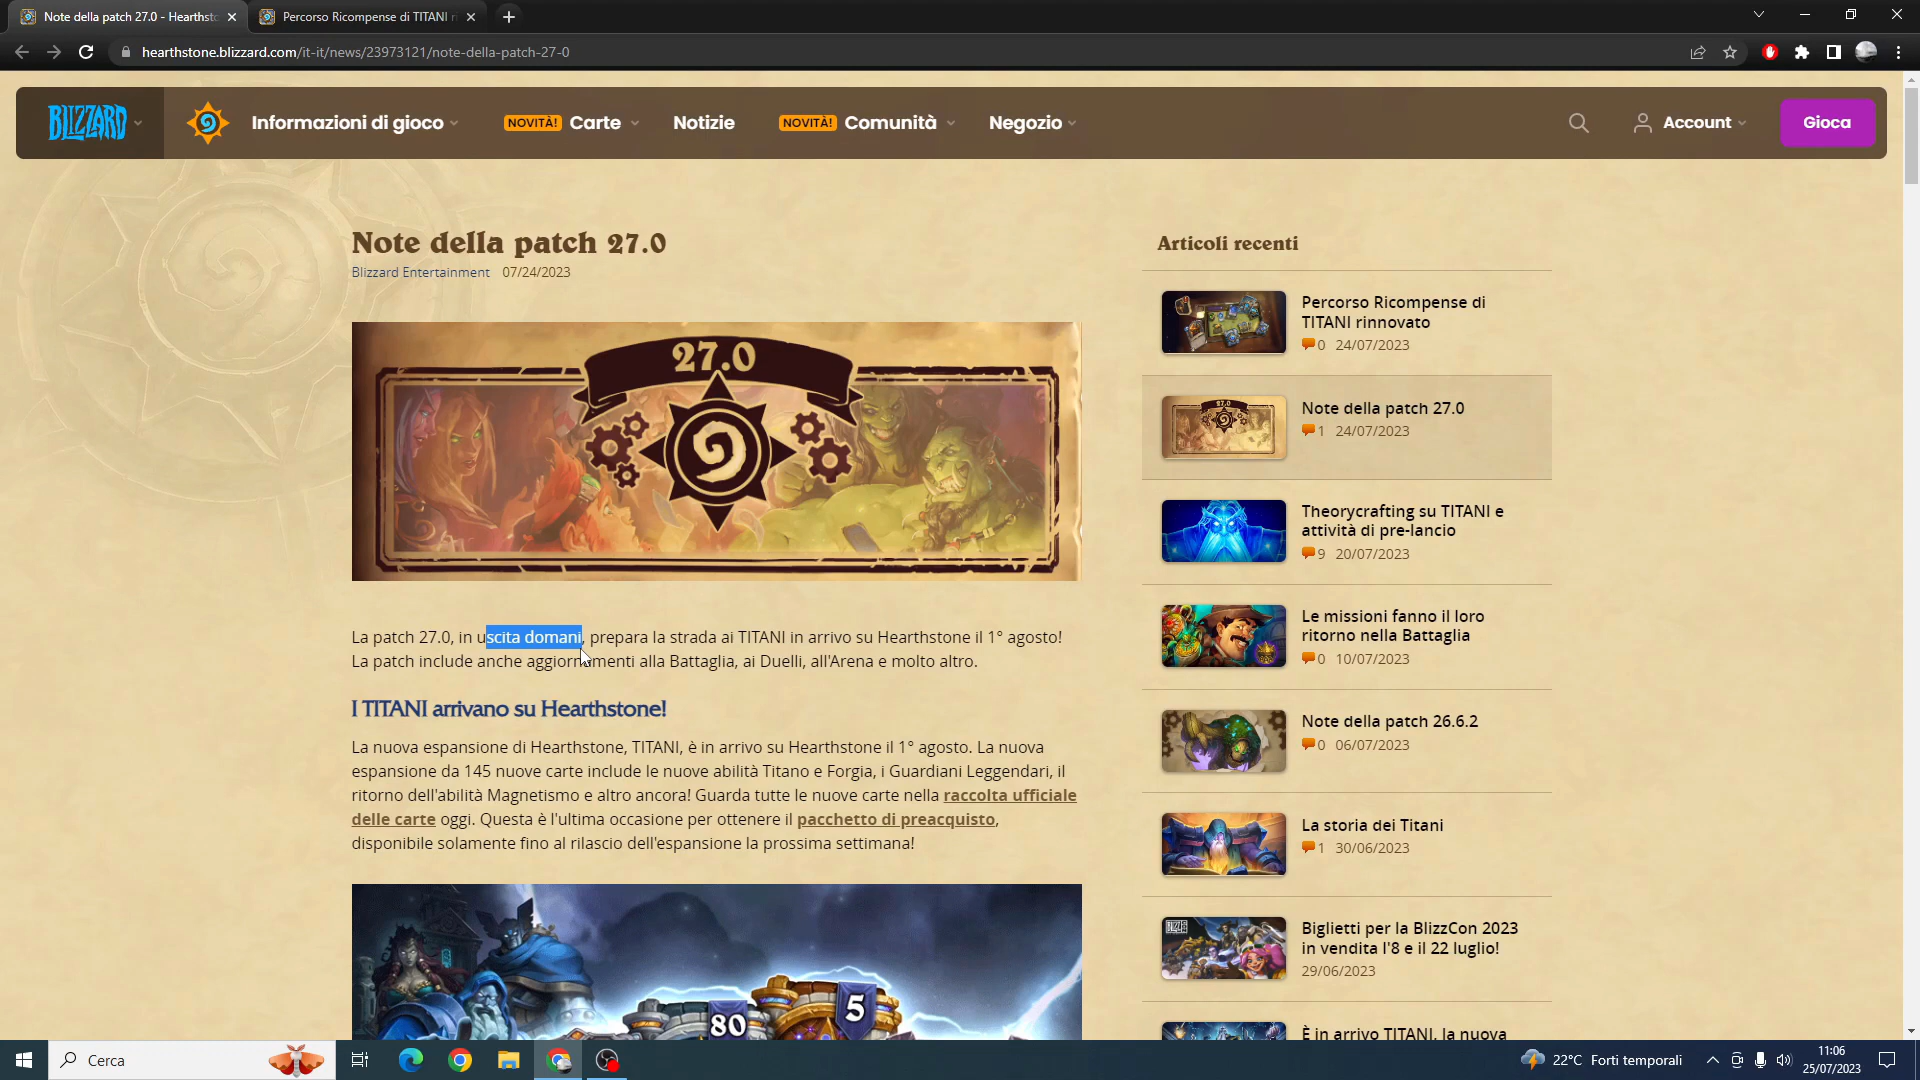 Note della patch 27.0 - Hearthsto
Percorso Ricompense di TITANI ri
hearthstone.blizzard.com/it-it/news/23973121/note-della-patch-27-0
BLIZZARD
Informazioni di gioco
NOVITÀ! Carte
Notizie
NOVITÀ! Comunità
Negozio
Account
Gioca
Note della patch 27.0
Blizzard Entertainment 07/24/2023
27.0
La patch 27.0, in uscita domani, prepara la strada ai TITANI in arrivo su Hearthstone il 1° agosto!
La patch include anche aggiornamenti alla Battaglia, ai Duelli, all'Arena e molto altro.
I TITANI arrivano su Hearthstone!
La nuova espansione di Hearthstone, TITANI, è in arrivo su Hearthstone il 1° agosto. La nuova
espansione da 145 nuove carte include le nuove abilità Titano e Forgia, i Guardiani Leggendari, il
ritorno dell'abilità Magnetismo e altro ancora! Guarda tutte le nuove carte nella raccolta ufficiale
delle carte oggi. Questa è l'ultima occasione per ottenere il pacchetto di preacquisto,
disponibile solamente fino al rilascio dell'espansione la prossima settimana!
80
5
Articoli recenti
Percorso Ricompense di
TITANI rinnovato
0 24/07/2023
27.0
Note della patch 27.0
1 24/07/2023
Theorycrafting su TITANI e
attività di pre-lancio
9 20/07/2023
Le missioni fanno il loro
ritorno nella Battaglia
0 10/07/2023
Note della patch 26.6.2
0 06/07/2023
La storia dei Titani
1 30/06/2023
Biglietti per la BlizzCon 2023
in vendita l'8 e il 22 luglio!
29/06/2023
È in arrivo TITANI, la nuova
Cerca
22°C Forti temporali
11:06
25/07/2023